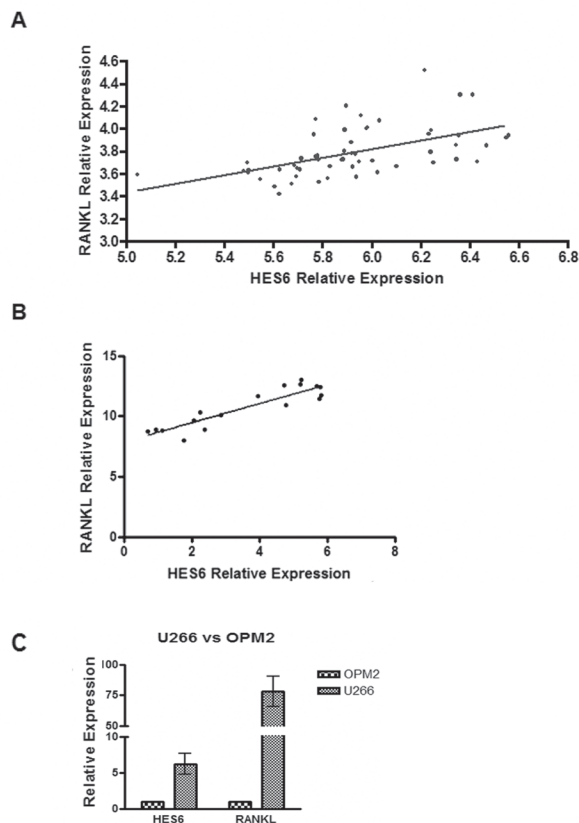 A
RANKL Relative Expression
4.6
4.4
4.2
4.0
3.8
3.6
3.4
3.2
3.0
5.0 5.2 5.4 5.6 5.8 6.0 6.2 6.4 6.6 6.8
HES6 Relative Expression
B
RANKL Relative Expression
15
10
5
0
0 2 4 6 8
HES6 Relative Expression
C
U266 vs OPM2
Relative Expression
100
75
50
10
5
0
OPM2
U266
HES6 RANKL